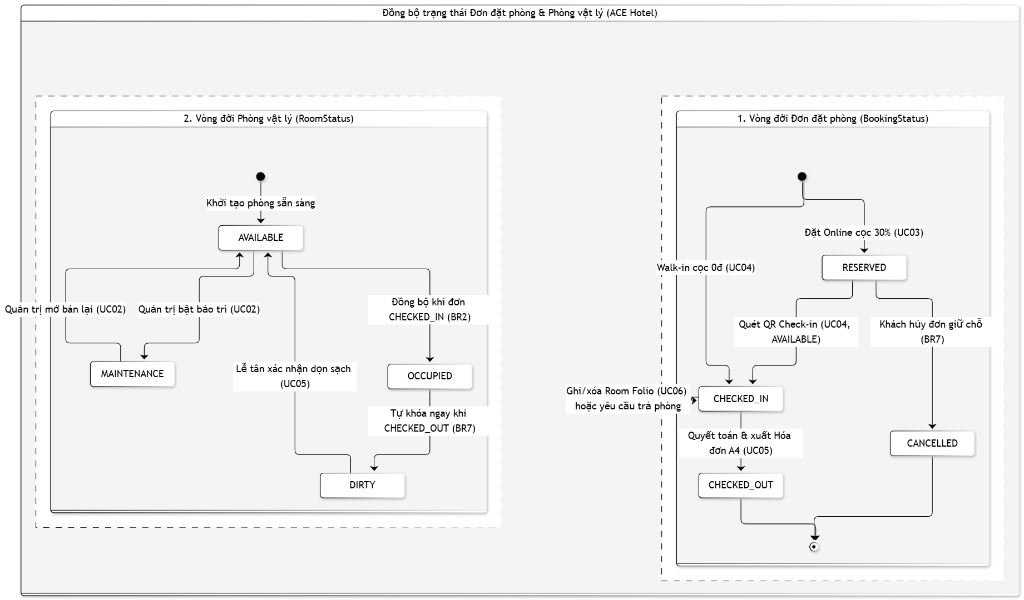 Đồng bộ trạng thái Đơn đặt phòng & Phòng vật lý (ACE Hotel)
2. Vòng đời Phòng vật lý (RoomStatus)
Khởi tạo phòng sẵn sàng
AVAILABLE
Quản trị mở bán lại (UC02)
Quản trị bật bảo trì (UC02)
Đồng bộ khi đơn
CHECKED_IN (BR2)
MAINTENANCE
Lễ tân xác nhận dọn sạch
(UC05)
OCCUPIED
Tự khóa ngay khi
CHECKED_OUT (BR7)
DIRTY
1. Vòng đời Đơn đặt phòng (BookingStatus)
Đặt Online cọc 30% (UC03)
Walk-in cọc 0đ (UC04)
RESERVED
Quét QR Check-in (UC04,
AVAILABLE)
Khách hủy đơn giữ chỗ
(BR7)
Ghi/xóa Room Folio (UC06)
hoặc yêu cầu trả phòng
CHECKED_IN
Quyết toán & xuất Hóa
đơn A4 (UC05)
CANCELLED
CHECKED_OUT